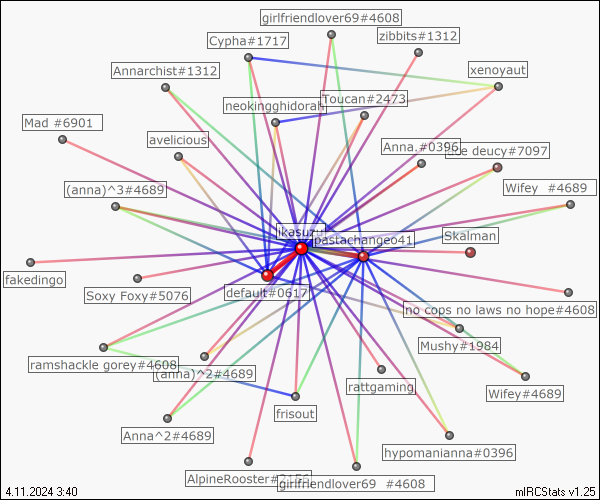 girlfriendlover69#4608
zibbits#1312
Cypha#1717
Annarchist#1312
xenoyaut
neokingghidorah
Toucan#2473
Mad #6901
avelicious
Anna.#0396
deucy#7097
(anna)^3#4689
Wifey #4689
ikasuzu
pastachangeo41
Skalman
fakedingo
Soxy Foxy#5076
default#0617
no cops no laws no hope#4608
Mushy#1984
ramshackle gorey#4608
(anna)^2#4689
rattgaming
Wifey#4689
frisout
Anna^2#4689
hypomanianna#0396
AlpineRooster#
girlfriendlover69 #4608
4.11.2024 3:40
mIRCStats v1.25